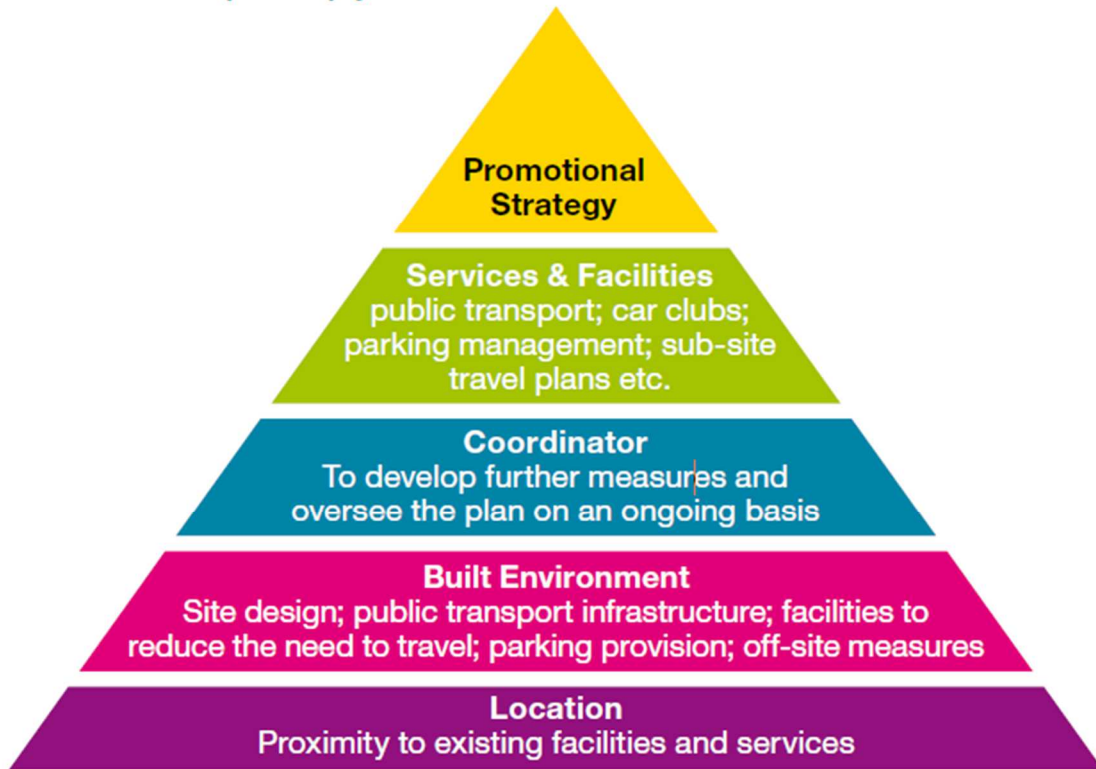 Promotional
Strategy
Services & Facilities
public transport; car clubs;
parking management; sub-site
travel plans etc.
Coordinator
To develop further measures and
oversee the plan on an ongoing basis
Built Environment
Site design; public transport infrastructure; facilities to
reduce the need to travel; parking provision; off-site measures
Location
Proximity to existing facilities and services